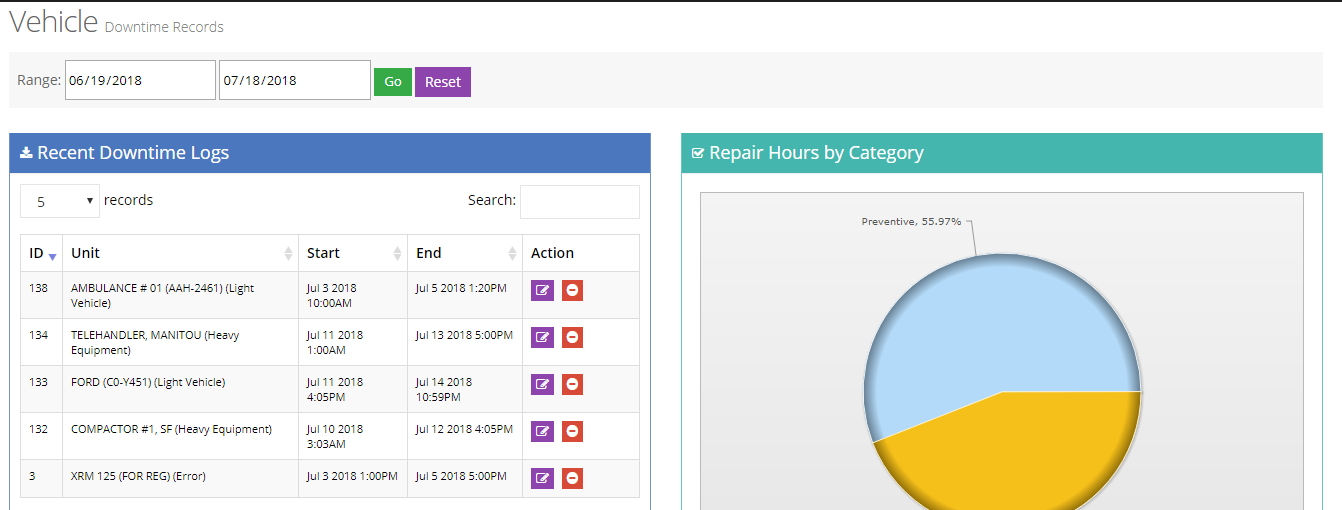 Vehicle Downtime Records
Range: 06/19/2018 07/18/2018 Go Reset
Recent Downtime Logs
5 records Search:
ID Unit Start End Action
138 AMBULANCE # 01 (AAH-2461) (Light Jul 3 2018 Jul 5 2018 1:20PM
Vehicle) 10:00AM
134 TELEHANDLER, MANITOU (Heavy Jul 11 2018 Jul 13 2018 5:00PM
Equipment) 1:00AM
133 FORD (C0-Y451) (Light Vehicle) Jul 11 2018 Jul 14 2018
4:05PM 10:59PM
132 COMPACTOR #1, SF (Heavy Equipment) Jul 10 2018 Jul 12 2018 4:05PM
3:03AM
3 XRM 125 (FOR REG) (Error) Jul 3 2018 1:00PM Jul 5 2018 5:00PM
Repair Hours by Category
Preventive, 55.97%